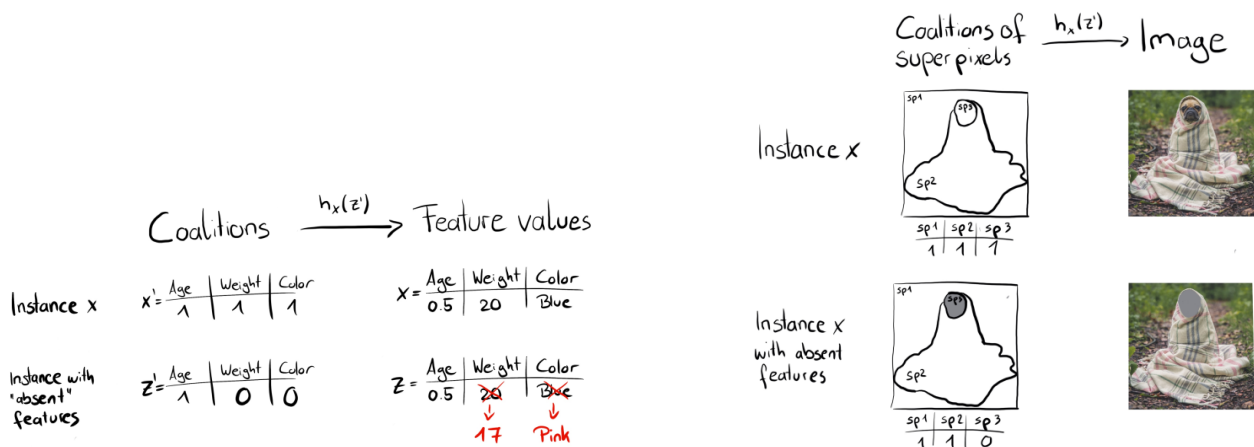 Coalitions hₓ(z') Feature values
Instance x
x'= Age Weight Color
1 1 1
x = Age Weight Color
0.5 20 Blue
Instance with
"absent"
features
z'= Age Weight Color
1 0 0
z = Age Weight Color
0.5 20 Blue
17 Pink
Coalitions of
superpixels
hₓ(z')
Image
Instance x
sp1
sp3
sp2
sp1 sp2 sp3
1 1 1
Instance x
with absent
features
sp1
sp3
sp2
sp1 sp2 sp3
1 1 0